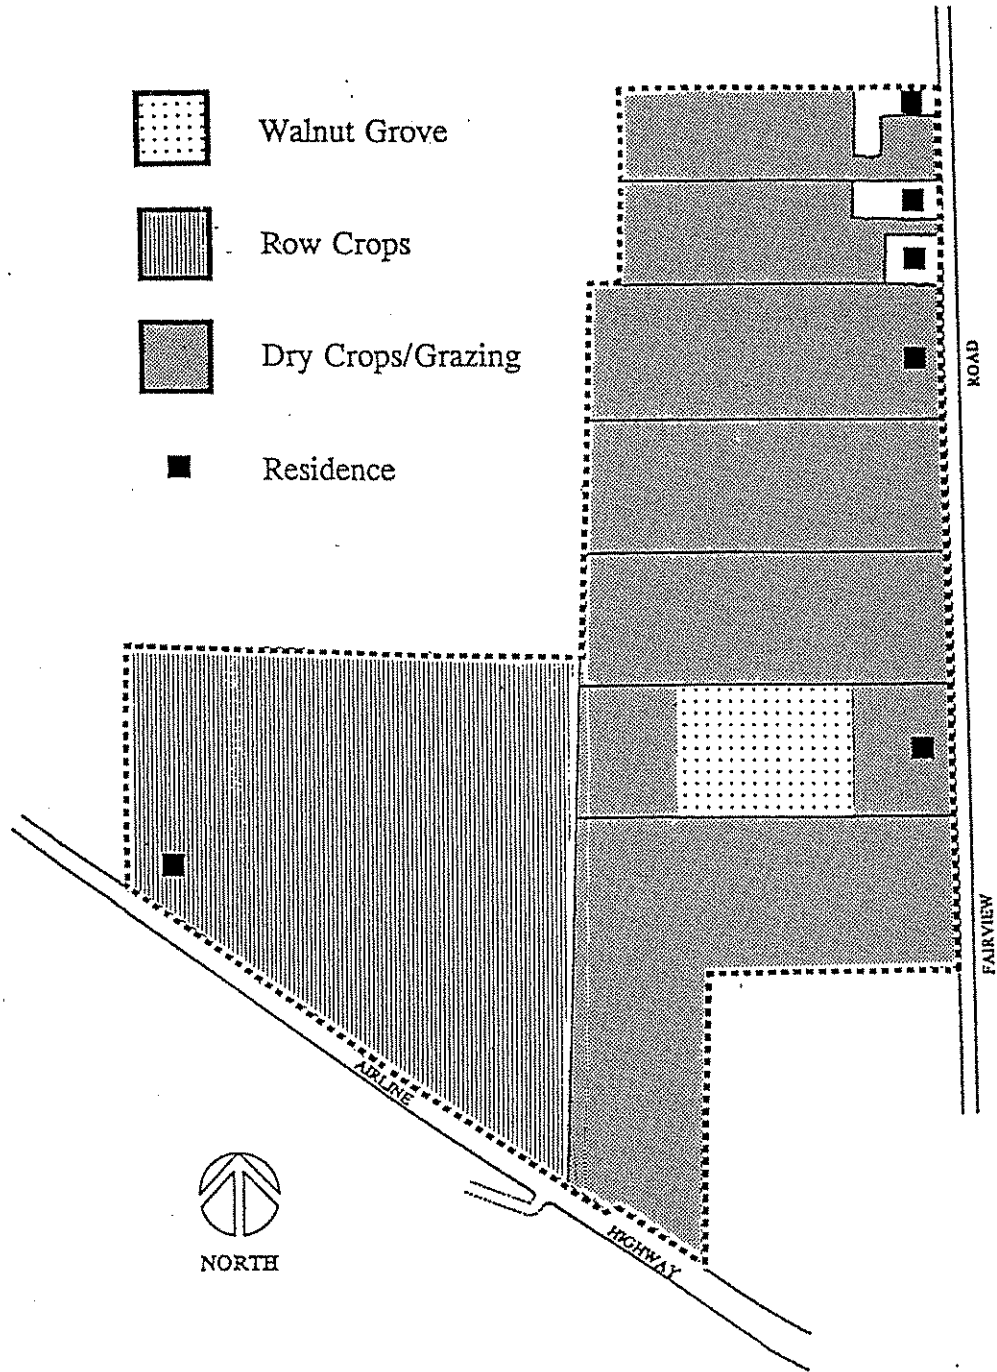 Walnut Grove
Row Crops
Dry Crops/Grazing
Residence
ROAD
FAIRVIEW
AIRLINE
HIGHWAY
NORTH